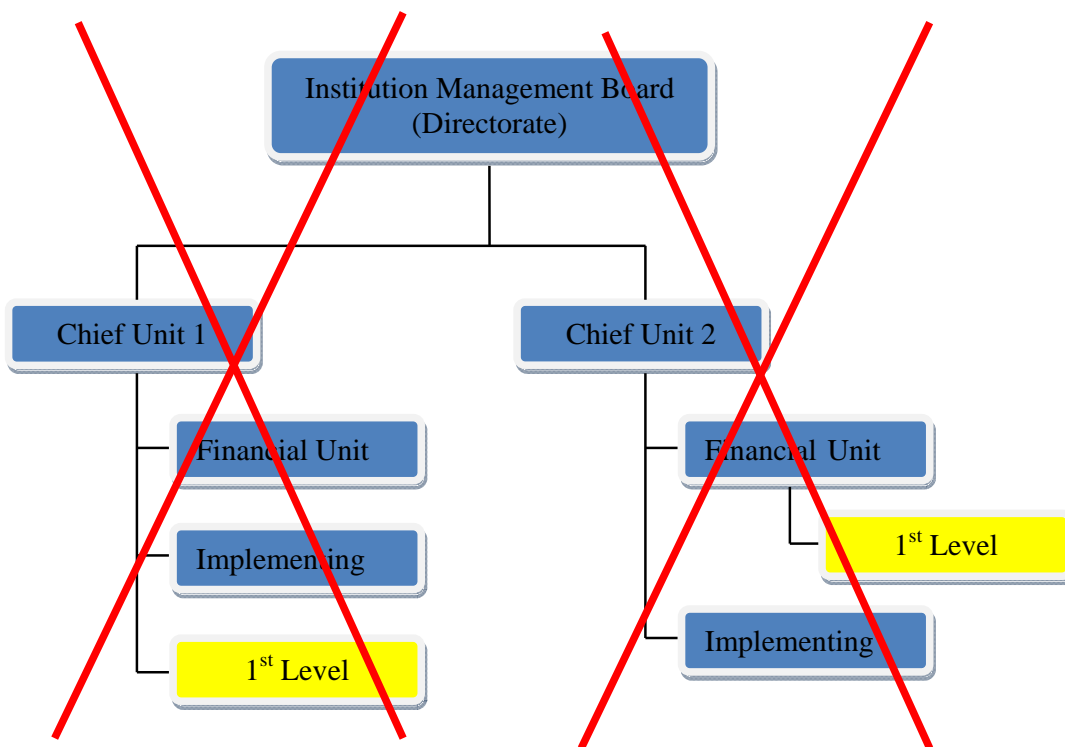 Institution Management Board
(Directorate)
Chief Unit 1
Chief Unit 2
Financial Unit
Financial Unit
Implementing
1st Level
1st Level
Implementing